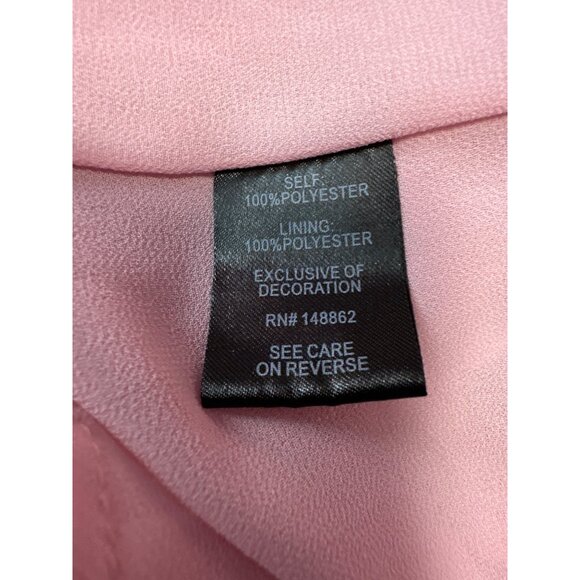 SELF:
100%POLYESTER
LINING:
100%POLYESTER
EXCLUSIVE OF
DECORATION
RN# 148862
SEE CARE
ON REVERSE